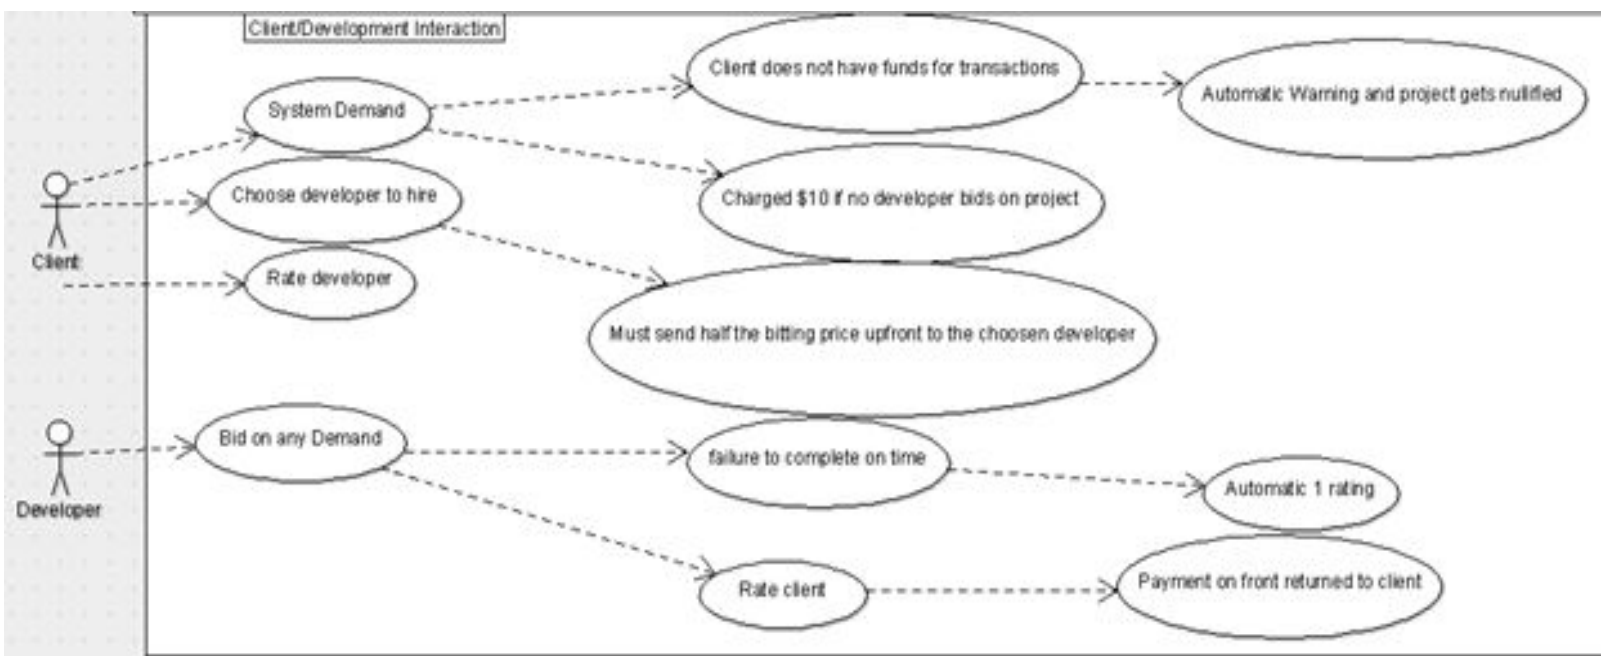 Client/Development Interaction
Client does not have funds for transactions
Automatic Warning and project gets nullified
System Demand
Choose developer to hire
Charged $10 if no developer bids on project
Client
Rate developer
Must send half the bitting price upfront to the choosen developer
Bid on any Demand
failure to complete on time
Automatic 1 rating
Developer
Rate client
Payment on front returned to client